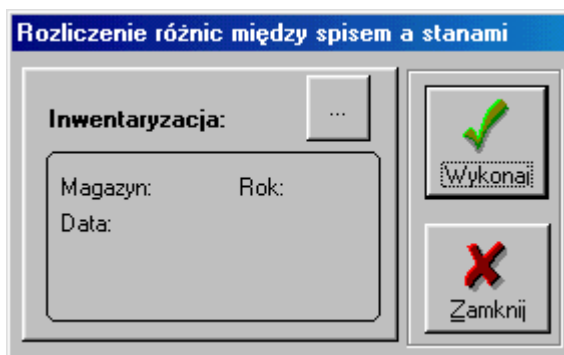 Rozliczenie różnic między spisem a stanami
Inwentaryzacja:
...
Magazyn: Rok:
Data:
Wykonaj
Zamknij